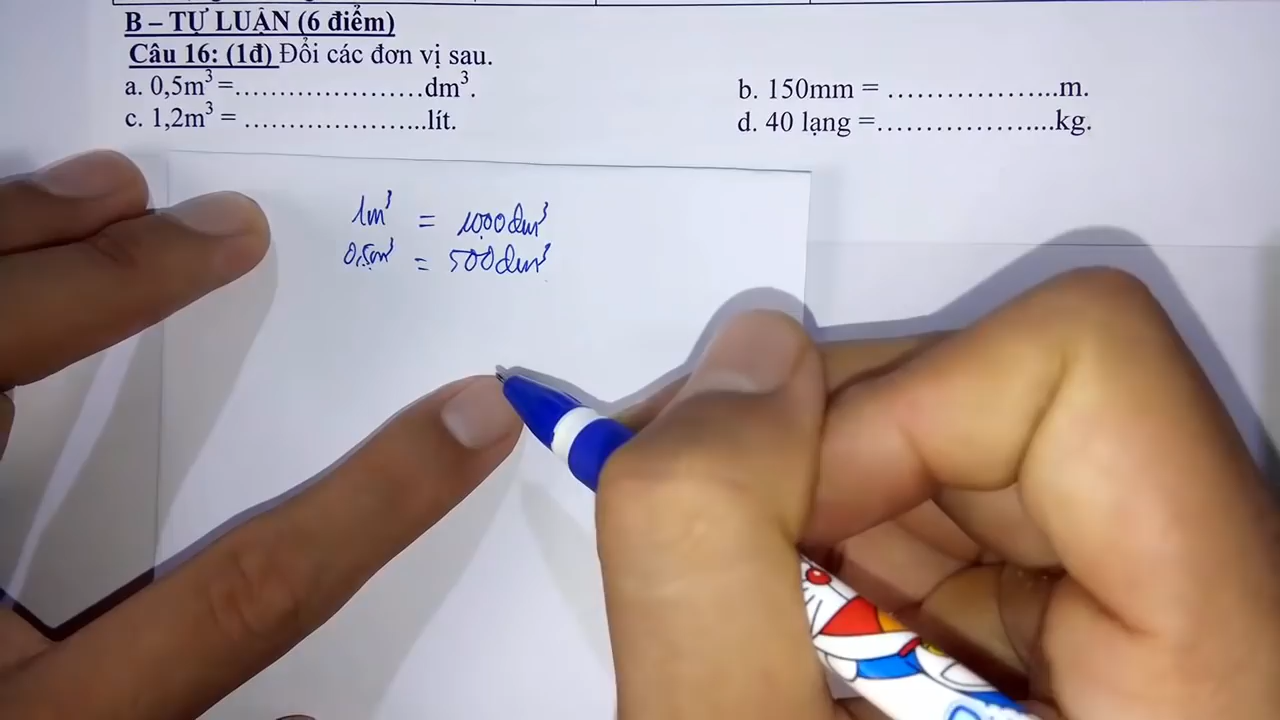 B – TỰ LUẬN (6 điểm)
Câu 16: (1đ) Đổi các đơn vị sau.
a. 0,5m³ =.....................dm³.
b. 150mm = ...................m.
c. 1,2m³ = .....................lít.
d. 40 lạng =....................kg.
1m³ = 1000dm³
0,5m³ = 500dm³